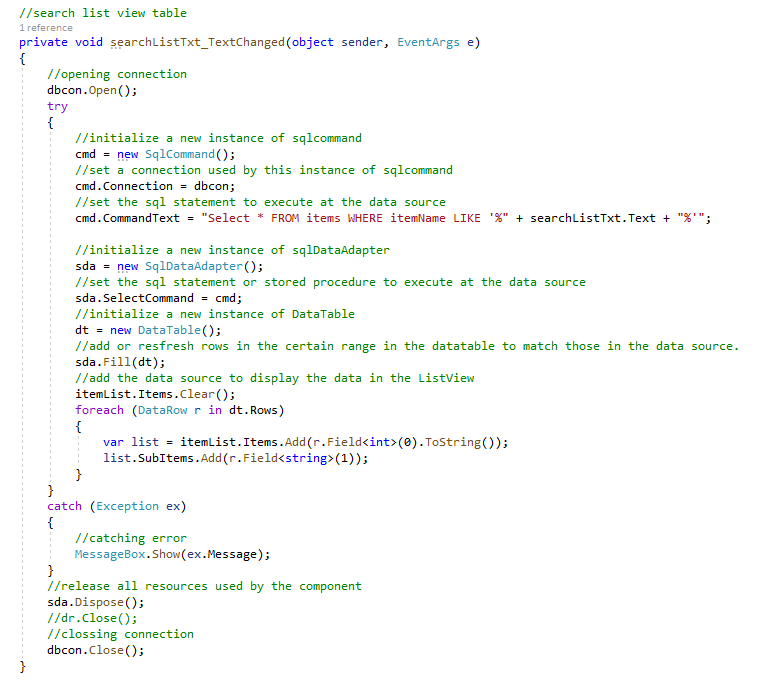 //search list view table
1 reference
private void searchListTxt_TextChanged(object sender, EventArgs e)
{
    //opening connection
    dbcon.Open();
    try
    {
        //initialize a new instance of sqlcommand
        cmd = new SqlCommand();
        //set a connection used by this instance of sqlcommand
        cmd.Connection = dbcon;
        //set the sql statement to execute at the data source
        cmd.CommandText = "Select * FROM items WHERE itemName LIKE '%" + searchListTxt.Text + "%'";

        //initialize a new instance of sqlDataAdapter
        sda = new SqlDataAdapter();
        //set the sql statement or stored procedure to execute at the data source
        sda.SelectCommand = cmd;
        //initialize a new instance of DataTable
        dt = new DataTable();
        //add or resfresh rows in the certain range in the datatable to match those in the data source.
        sda.Fill(dt);
        //add the data source to display the data in the ListView
        itemList.Items.Clear();
        foreach (DataRow r in dt.Rows)
        {
            var list = itemList.Items.Add(r.Field<int>(0).ToString());
            list.SubItems.Add(r.Field<string>(1));
        }
    }
    catch (Exception ex)
    {
        //catching error
        MessageBox.Show(ex.Message);
    }
    //release all resources used by the component
    sda.Dispose();
    //dr.Close();
    //clossing connection
    dbcon.Close();
}